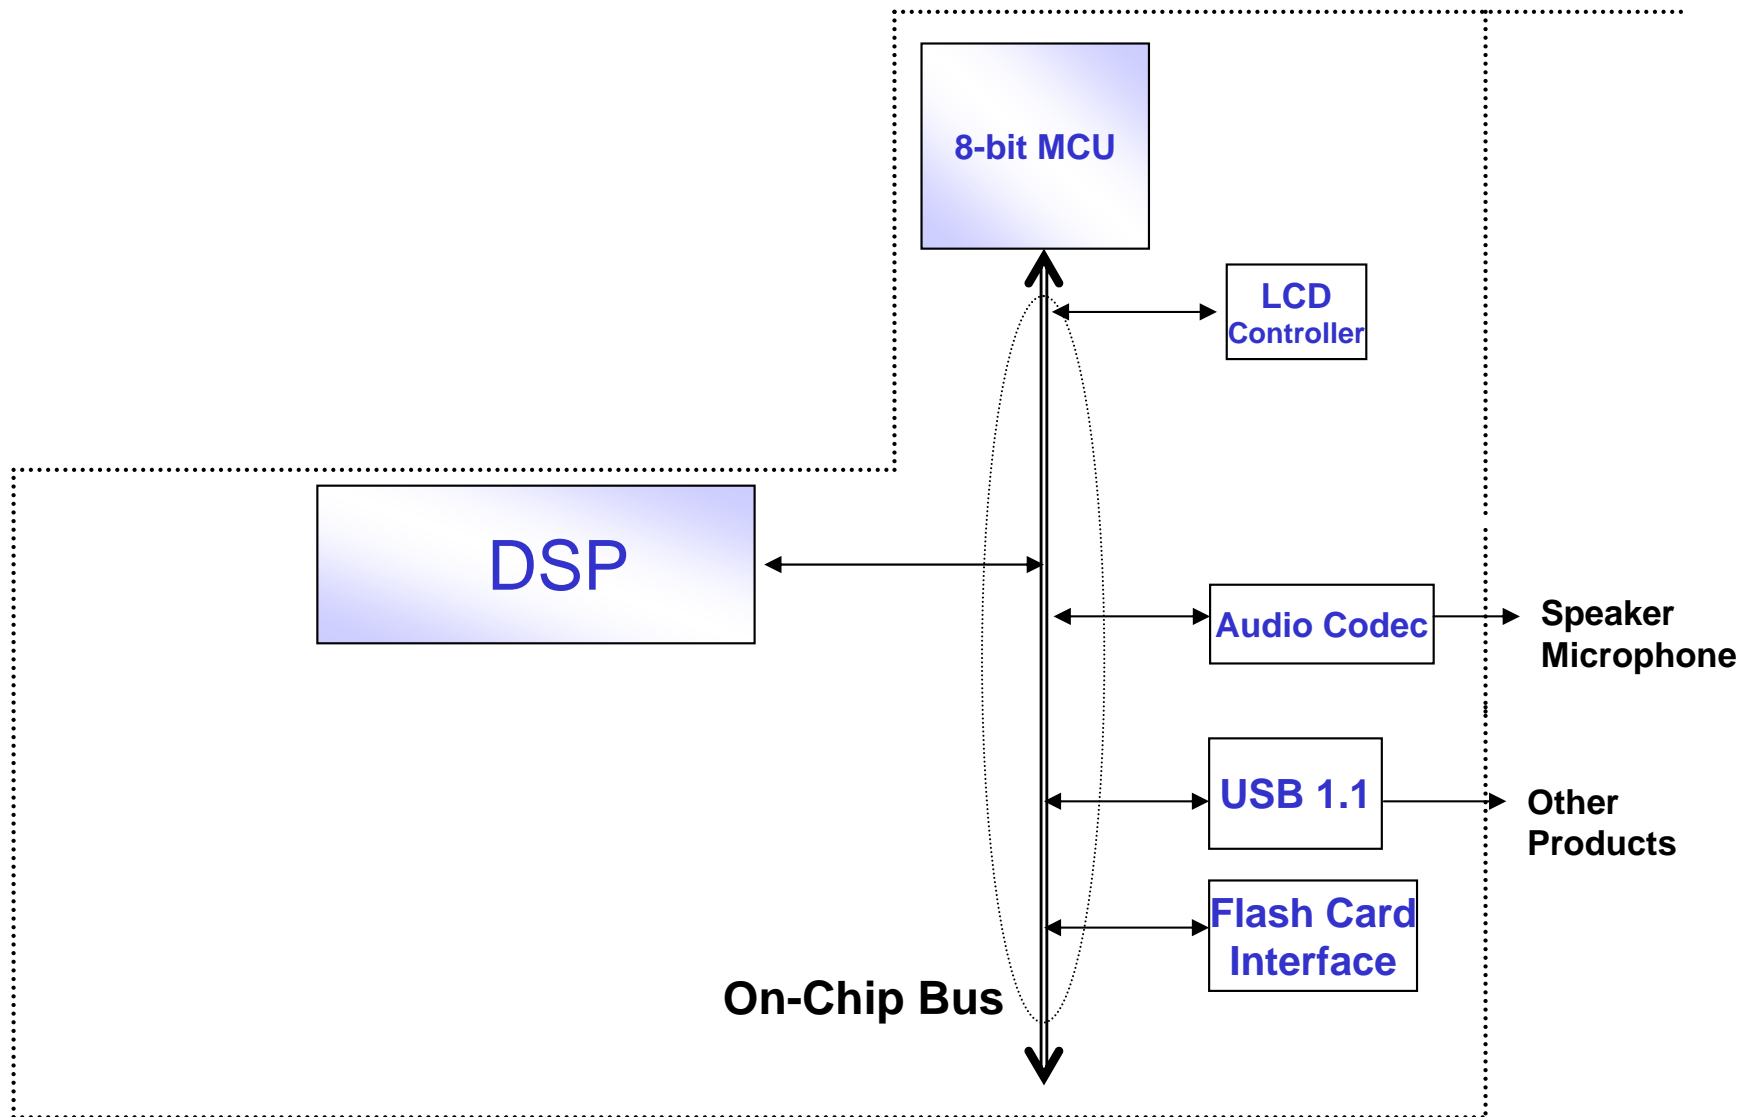 8-bit MCU
LCD
Controller
DSP
Audio Codec
Speaker
Microphone
USB 1.1
Other
Products
Flash Card
Interface
On-Chip Bus